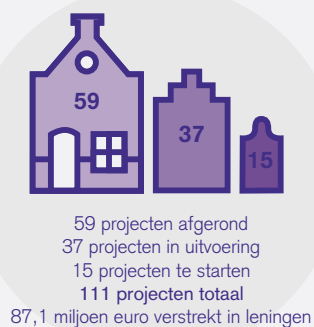 59
37
15
59 projecten afgerond
37 projecten in uitvoering
15 projecten te starten
111 projecten totaal
87,1 miljoen euro verstrekt in leningen